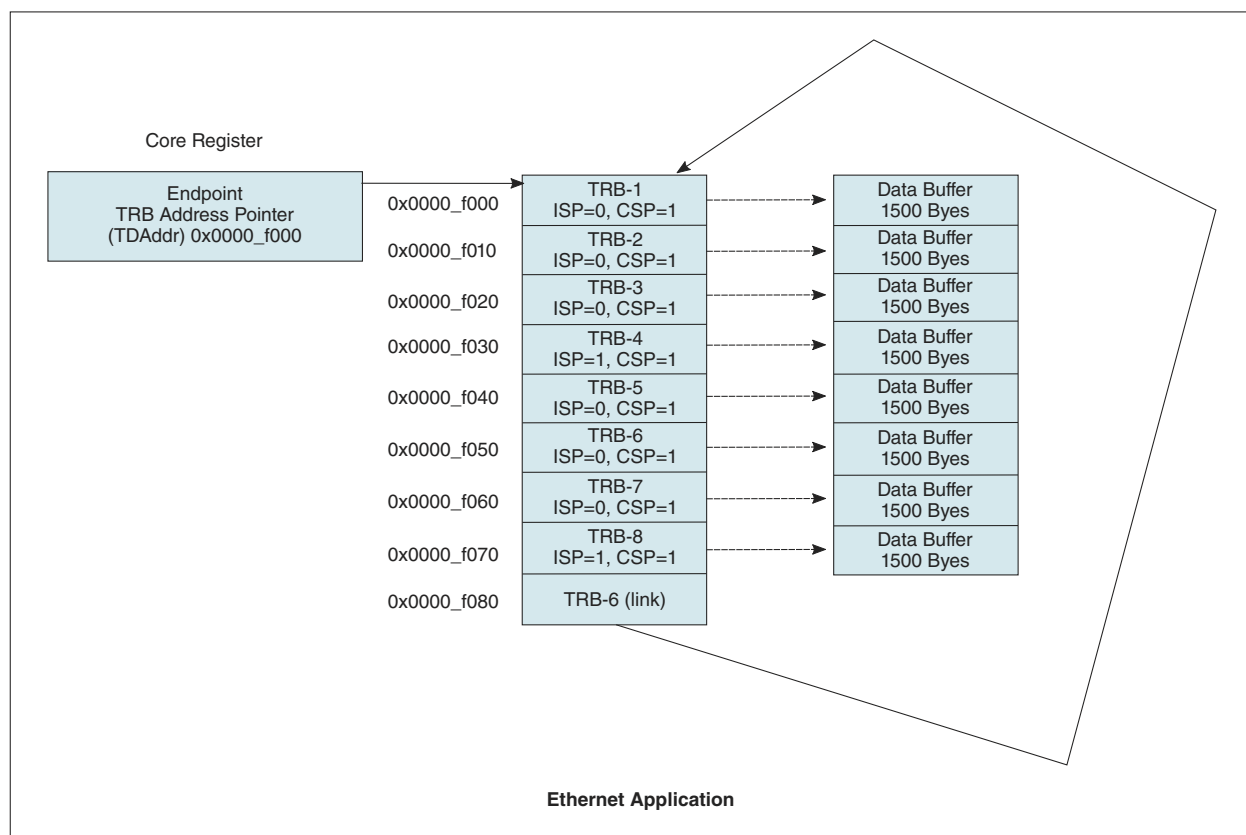 Core Register
Endpoint
TRB Address Pointer
(TDAddr) 0x0000_f000
0x0000_f000
TRB-1
ISP=0, CSP=1
Data Buffer
1500 Byes
0x0000_f010
TRB-2
ISP=0, CSP=1
Data Buffer
1500 Byes
0x0000_f020
TRB-3
ISP=0, CSP=1
Data Buffer
1500 Byes
0x0000_f030
TRB-4
ISP=1, CSP=1
Data Buffer
1500 Byes
0x0000_f040
TRB-5
ISP=0, CSP=1
Data Buffer
1500 Byes
0x0000_f050
TRB-6
ISP=0, CSP=1
Data Buffer
1500 Byes
0x0000_f060
TRB-7
ISP=0, CSP=1
Data Buffer
1500 Byes
0x0000_f070
TRB-8
ISP=1, CSP=1
Data Buffer
1500 Byes
0x0000_f080
TRB-6 (link)
Ethernet Application